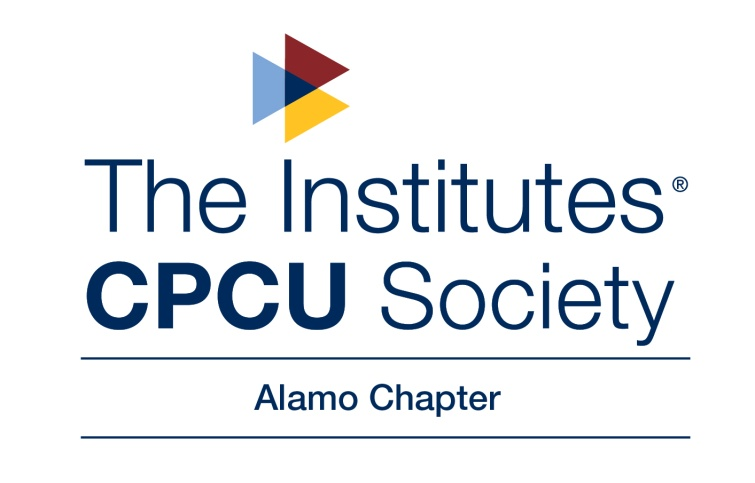 The Institutes®
CPCU Society
Alamo Chapter